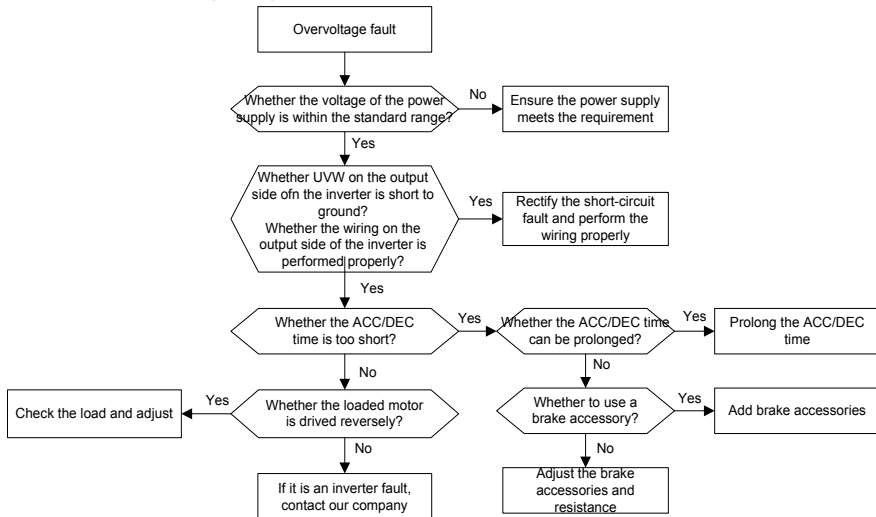 Overvoltage fault
Whether the voltage of the power
supply is within the standard range?
No
Ensure the power supply
meets the requirement
Yes
Whether UVW on the output
side ofn the inverter is short to
ground?
Whether the wiring on the
output side of the inverter is
performed properly?
Yes
Rectify the short-circuit
fault and perform the
wiring properly
Yes
Whether the ACC/DEC
time is too short?
Yes
Whether the ACC/DEC time
can be prolonged?
Yes
Prolong the ACC/DEC
time
No
No
Check the load and adjust
Yes
Whether the loaded motor
is drived reversely?
Whether to use a
brake accessory?
Yes
Add brake accessories
No
No
If it is an inverter fault,
contact our company
Adjust the brake
accessories and
resistance